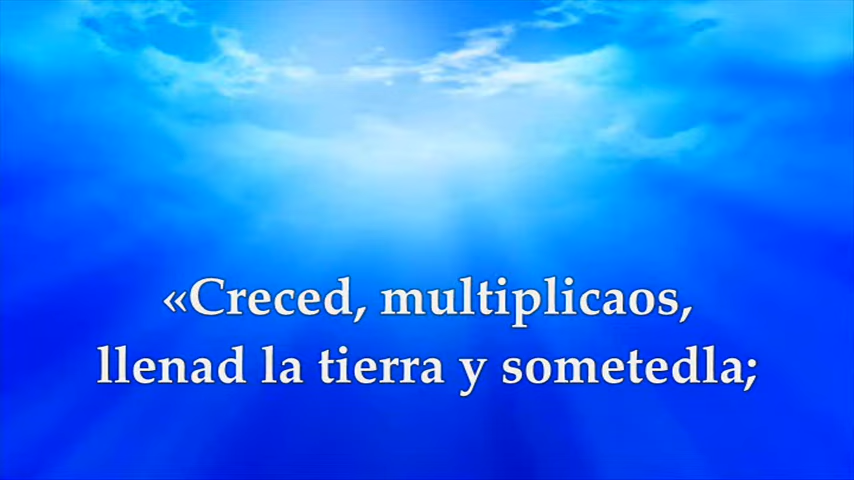 «Creced, multiplicaos,
llenad la tierra y sometedla;